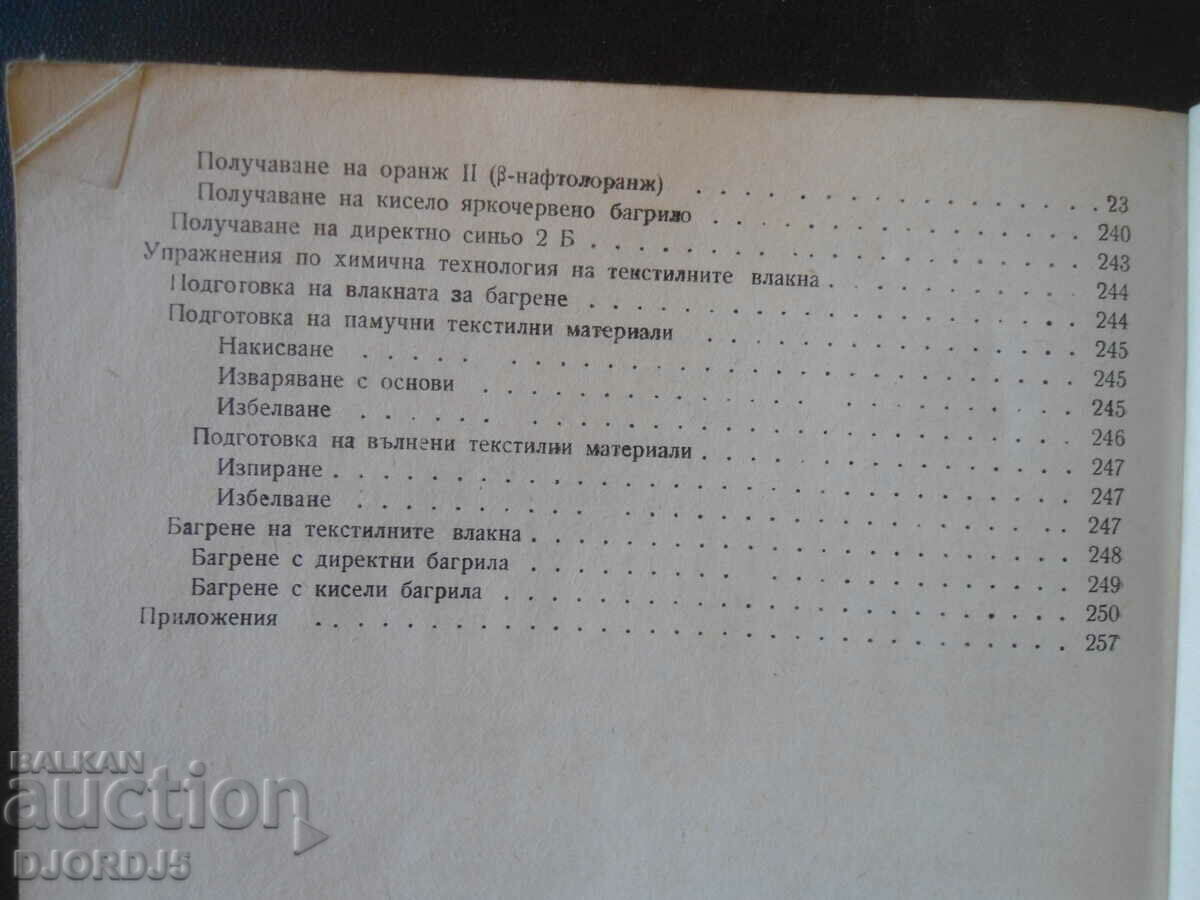 Получаване на оранж II (β-нафтолоранж) . . . . . . . . . . . . . 23
Получаване на кисело яркочервено багрило . . . . . . . . . . . . 240
Получаване на директно синьо 2 Б . . . . . . . . . . . . . . . . 243
Упражнения по химична технология на текстилните влакна . . . . . . . 244
Подготовка на влакната за багрене . . . . . . . . . . . . . . . . 244
Подготовка на памучни текстилни материали . . . . . . . . . . . . 245
Накисване . . . . . . . . . . . . . . . . . . . . . . 245
Изваряване с основи . . . . . . . . . . . . . . . . . . 245
Избелване . . . . . . . . . . . . . . . . . . . . . . 246
Подготовка на вълнени текстилни материали . . . . . . . . . . . . 247
Изпиране . . . . . . . . . . . . . . . . . . . . . . . 247
Избелване . . . . . . . . . . . . . . . . . . . . . . 247
Багрене на текстилните влакна . . . . . . . . . . . . . . . . . 248
Багрене с директни багрила . . . . . . . . . . . . . . . . . . 249
Багрене с кисели багрила . . . . . . . . . . . . . . . . . . . 250
Приложения . . . . . . . . . . . . . . . . . . . . . . . . . 257
BALKAN
auction
DJORDJ5